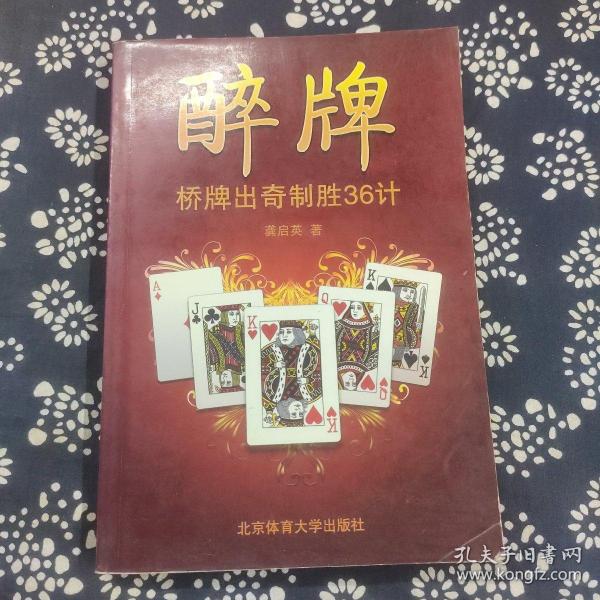 醉牌
桥牌出奇制胜36计
龚启英 著
A
J
K
Q
K
K
Q
K
北京体育大学出版社
孔夫子旧书网
www.kongfz.com